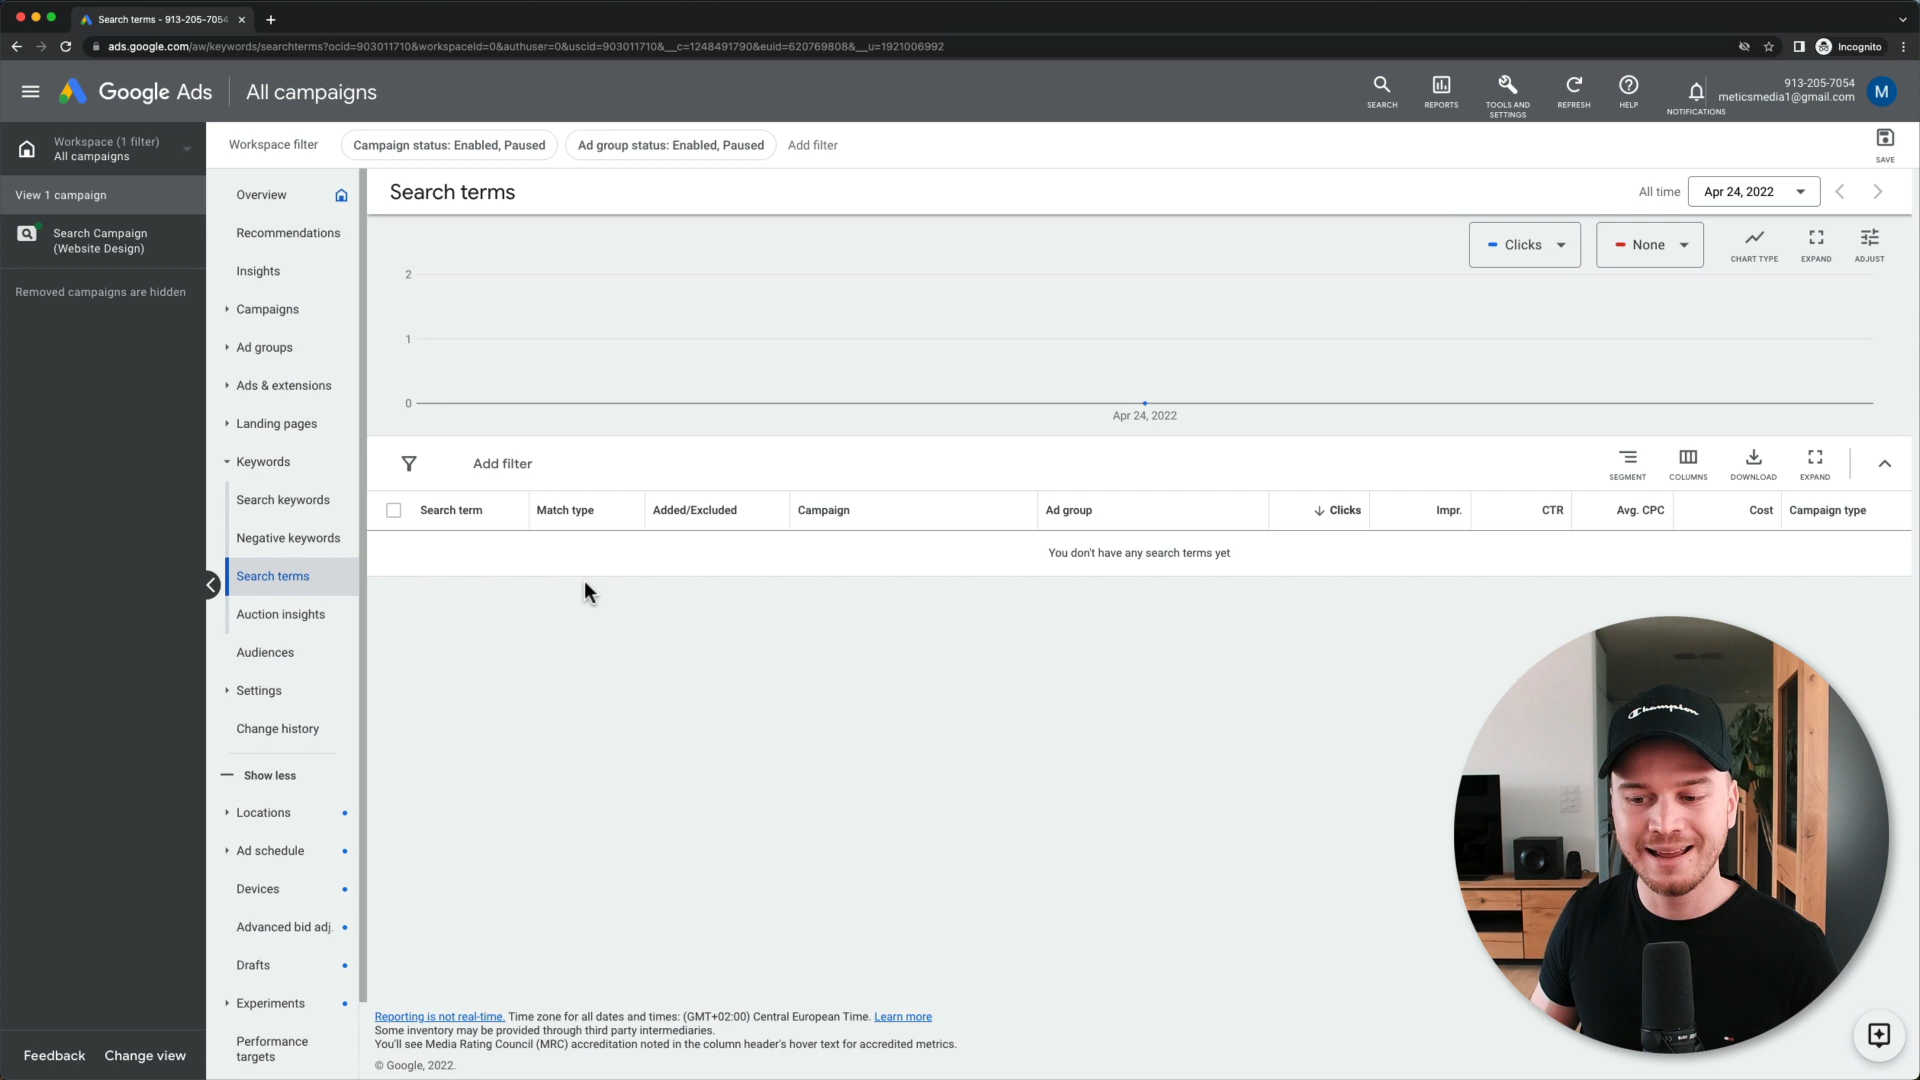 Search terms - 913-205-7054
ads.google.com/aw/keywords/searchterms?ocid=903011710&workspaceId=0&authuser=0&uscid=903011710&__c=1248491790&euid=620769808&__u=1921006992
Incognito
Google Ads
All campaigns
SEARCH
REPORTS
TOOLS AND
SETTINGS
REFRESH
HELP
NOTIFICATIONS
913-205-7054
meticsmedia1@gmail.com
M
Workspace (1 filter)
All campaigns
View 1 campaign
Search Campaign
(Website Design)
Removed campaigns are hidden
Feedback
Change view
Workspace filter
Campaign status: Enabled, Paused
Ad group status: Enabled, Paused
Add filter
SAVE
Overview
Recommendations
Insights
Campaigns
Ad groups
Ads & extensions
Landing pages
Keywords
Search keywords
Negative keywords
Search terms
Auction insights
Audiences
Settings
Change history
Show less
Locations
Ad schedule
Devices
Advanced bid adj.
Drafts
Experiments
Performance
targets
Search terms
All time
Apr 24, 2022
Clicks
None
CHART TYPE
EXPAND
ADJUST
2
1
0
Apr 24, 2022
Add filter
SEGMENT
COLUMNS
DOWNLOAD
EXPAND
Search term
Match type
Added/Excluded
Campaign
Ad group
Clicks
Impr.
CTR
Avg. CPC
Cost
Campaign type
You don't have any search terms yet
Champion
Reporting is not real-time. Time zone for all dates and times: (GMT+02:00) Central European Time. Learn more
Some inventory may be provided through third party intermediaries.
You'll see Media Rating Council (MRC) accreditation noted in the column header's hover text for accredited metrics.
© Google, 2022.